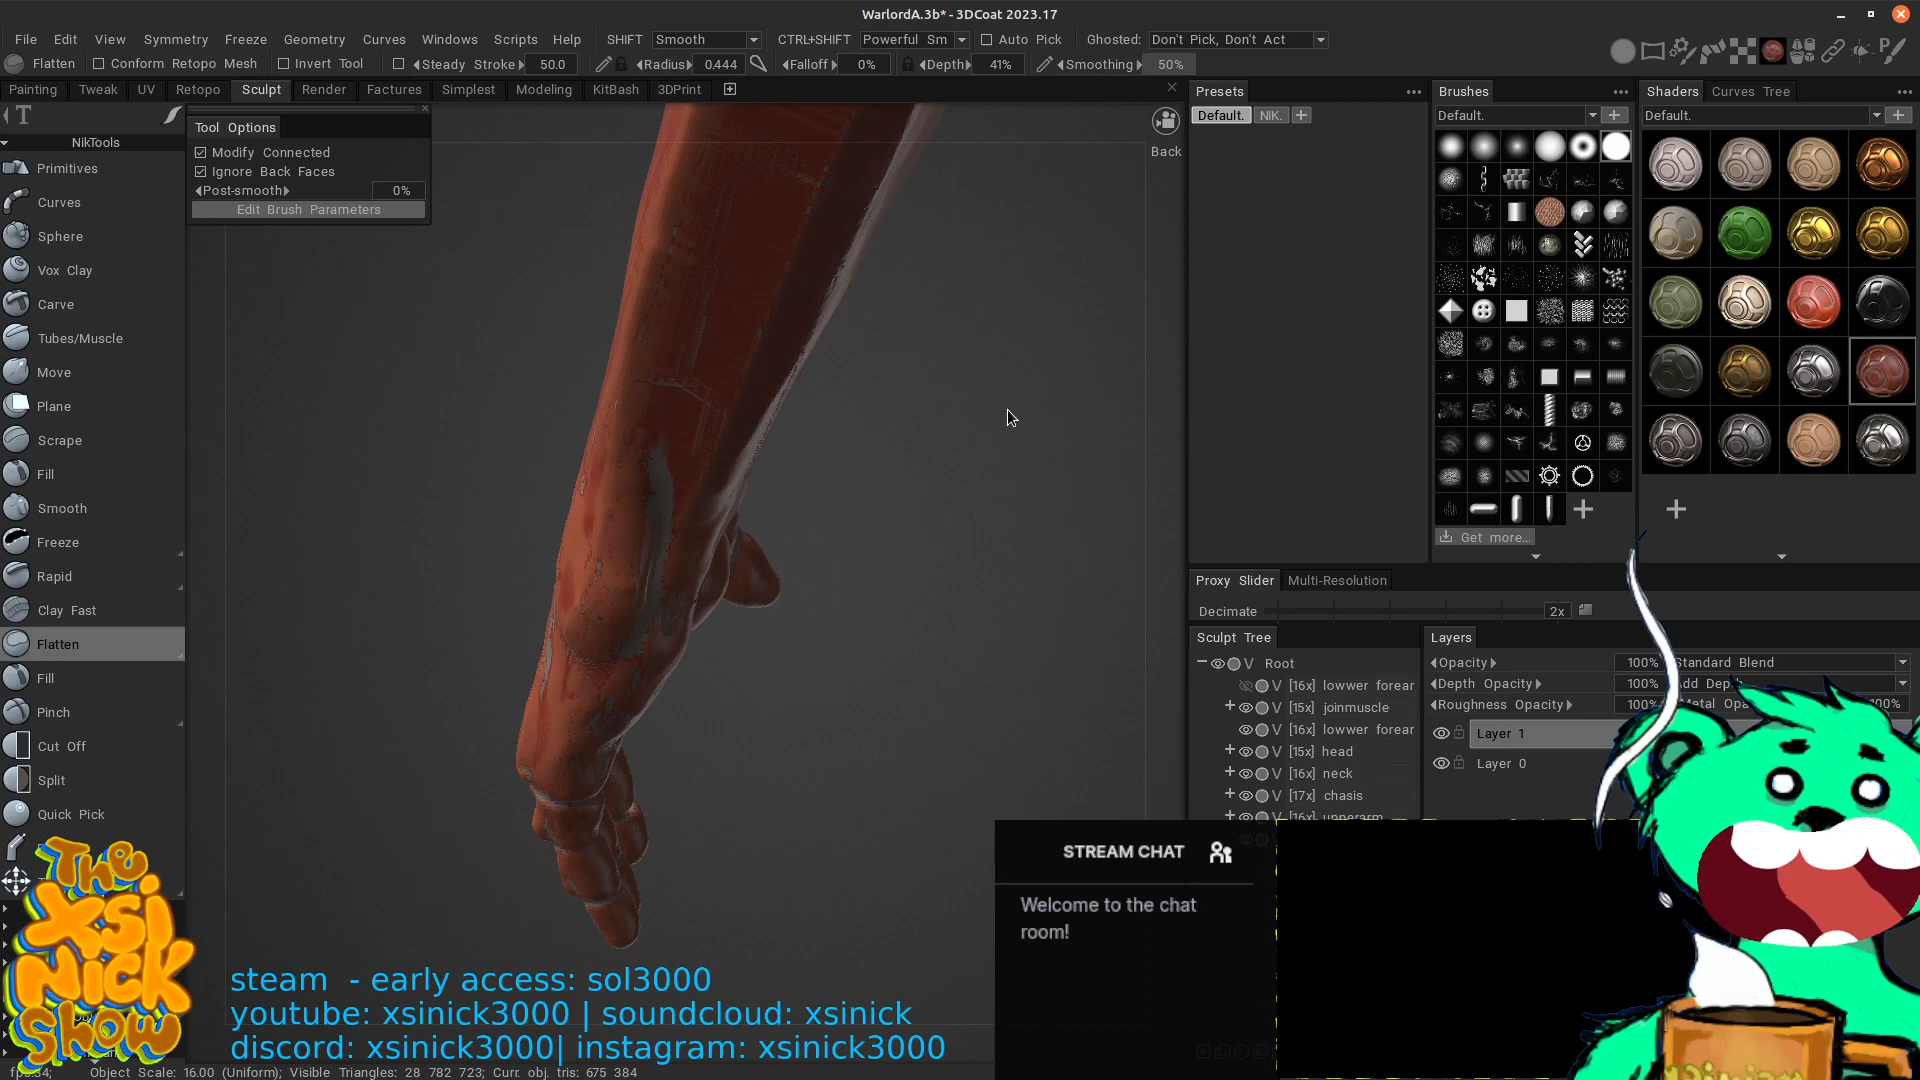 WarlordA.3b* - 3DCoat 2023.17
File Edit View Symmetry Freeze Geometry Curves Windows Scripts Help SHIFT Smooth CTRL+SHIFT Powerful Sm Auto Pick Ghosted: Don't Pick, Don't Act
Flatten Conform Retopo Mesh Invert Tool Steady Stroke 50.0 Radius 0.444 Falloff 0% Depth 41% Smoothing 50%
Painting Tweak UV Retopo Sculpt Render Factures Simplest Modeling KitBash 3DPrint
Tool Options
Modify Connected
Ignore Back Faces
Post-smooth 0%
Edit Brush Parameters
NikTools
Primitives
Curves
Sphere
Vox Clay
Carve
Tubes/Muscle
Move
Plane
Scrape
Fill
Smooth
Freeze
Rapid
Clay Fast
Flatten
Fill
Pinch
Cut Off
Split
Quick Pick
Back
Presets
Default. NIK.
Brushes
Default.
Get more...
Shaders Curves Tree
Default.
Proxy Slider Multi-Resolution
Decimate 2x
Sculpt Tree
Root
[16x] lowwer forear
[15x] joinmuscle
[16x] lowwer forear
[15x] head
[16x] neck
[17x] chasis
[16x] upperarm
Layers
Opacity 100% Standard Blend
Depth Opacity 100% Add Dept
Roughness Opacity 100% Metal Opa 100%
Layer 1
Layer 0
STREAM CHAT
Welcome to the chat
room!
The
XSI
NICK
Show
steam - early access: sol3000
youtube: xsinick3000 | soundcloud: xsinick
discord: xsinick3000| instagram: xsinick3000
Object Scale: 16.00 (Uniform); Visible Triangles: 28 782 723; Curr. obj. tris: 675 384